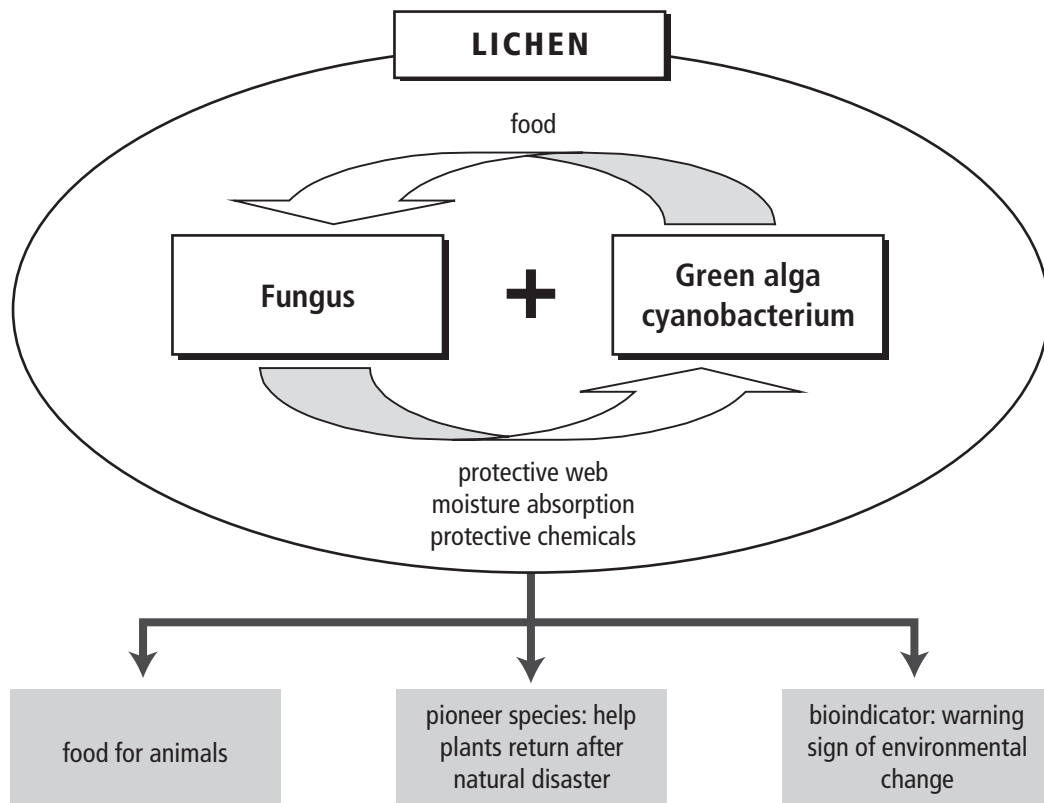 LICHEN
food
Fungus
+
Green alga
cyanobacterium
protective web
moisture absorption
protective chemicals
food for animals
pioneer species: help
plants return after
natural disaster
bioindicator: warning
sign of environmental
change